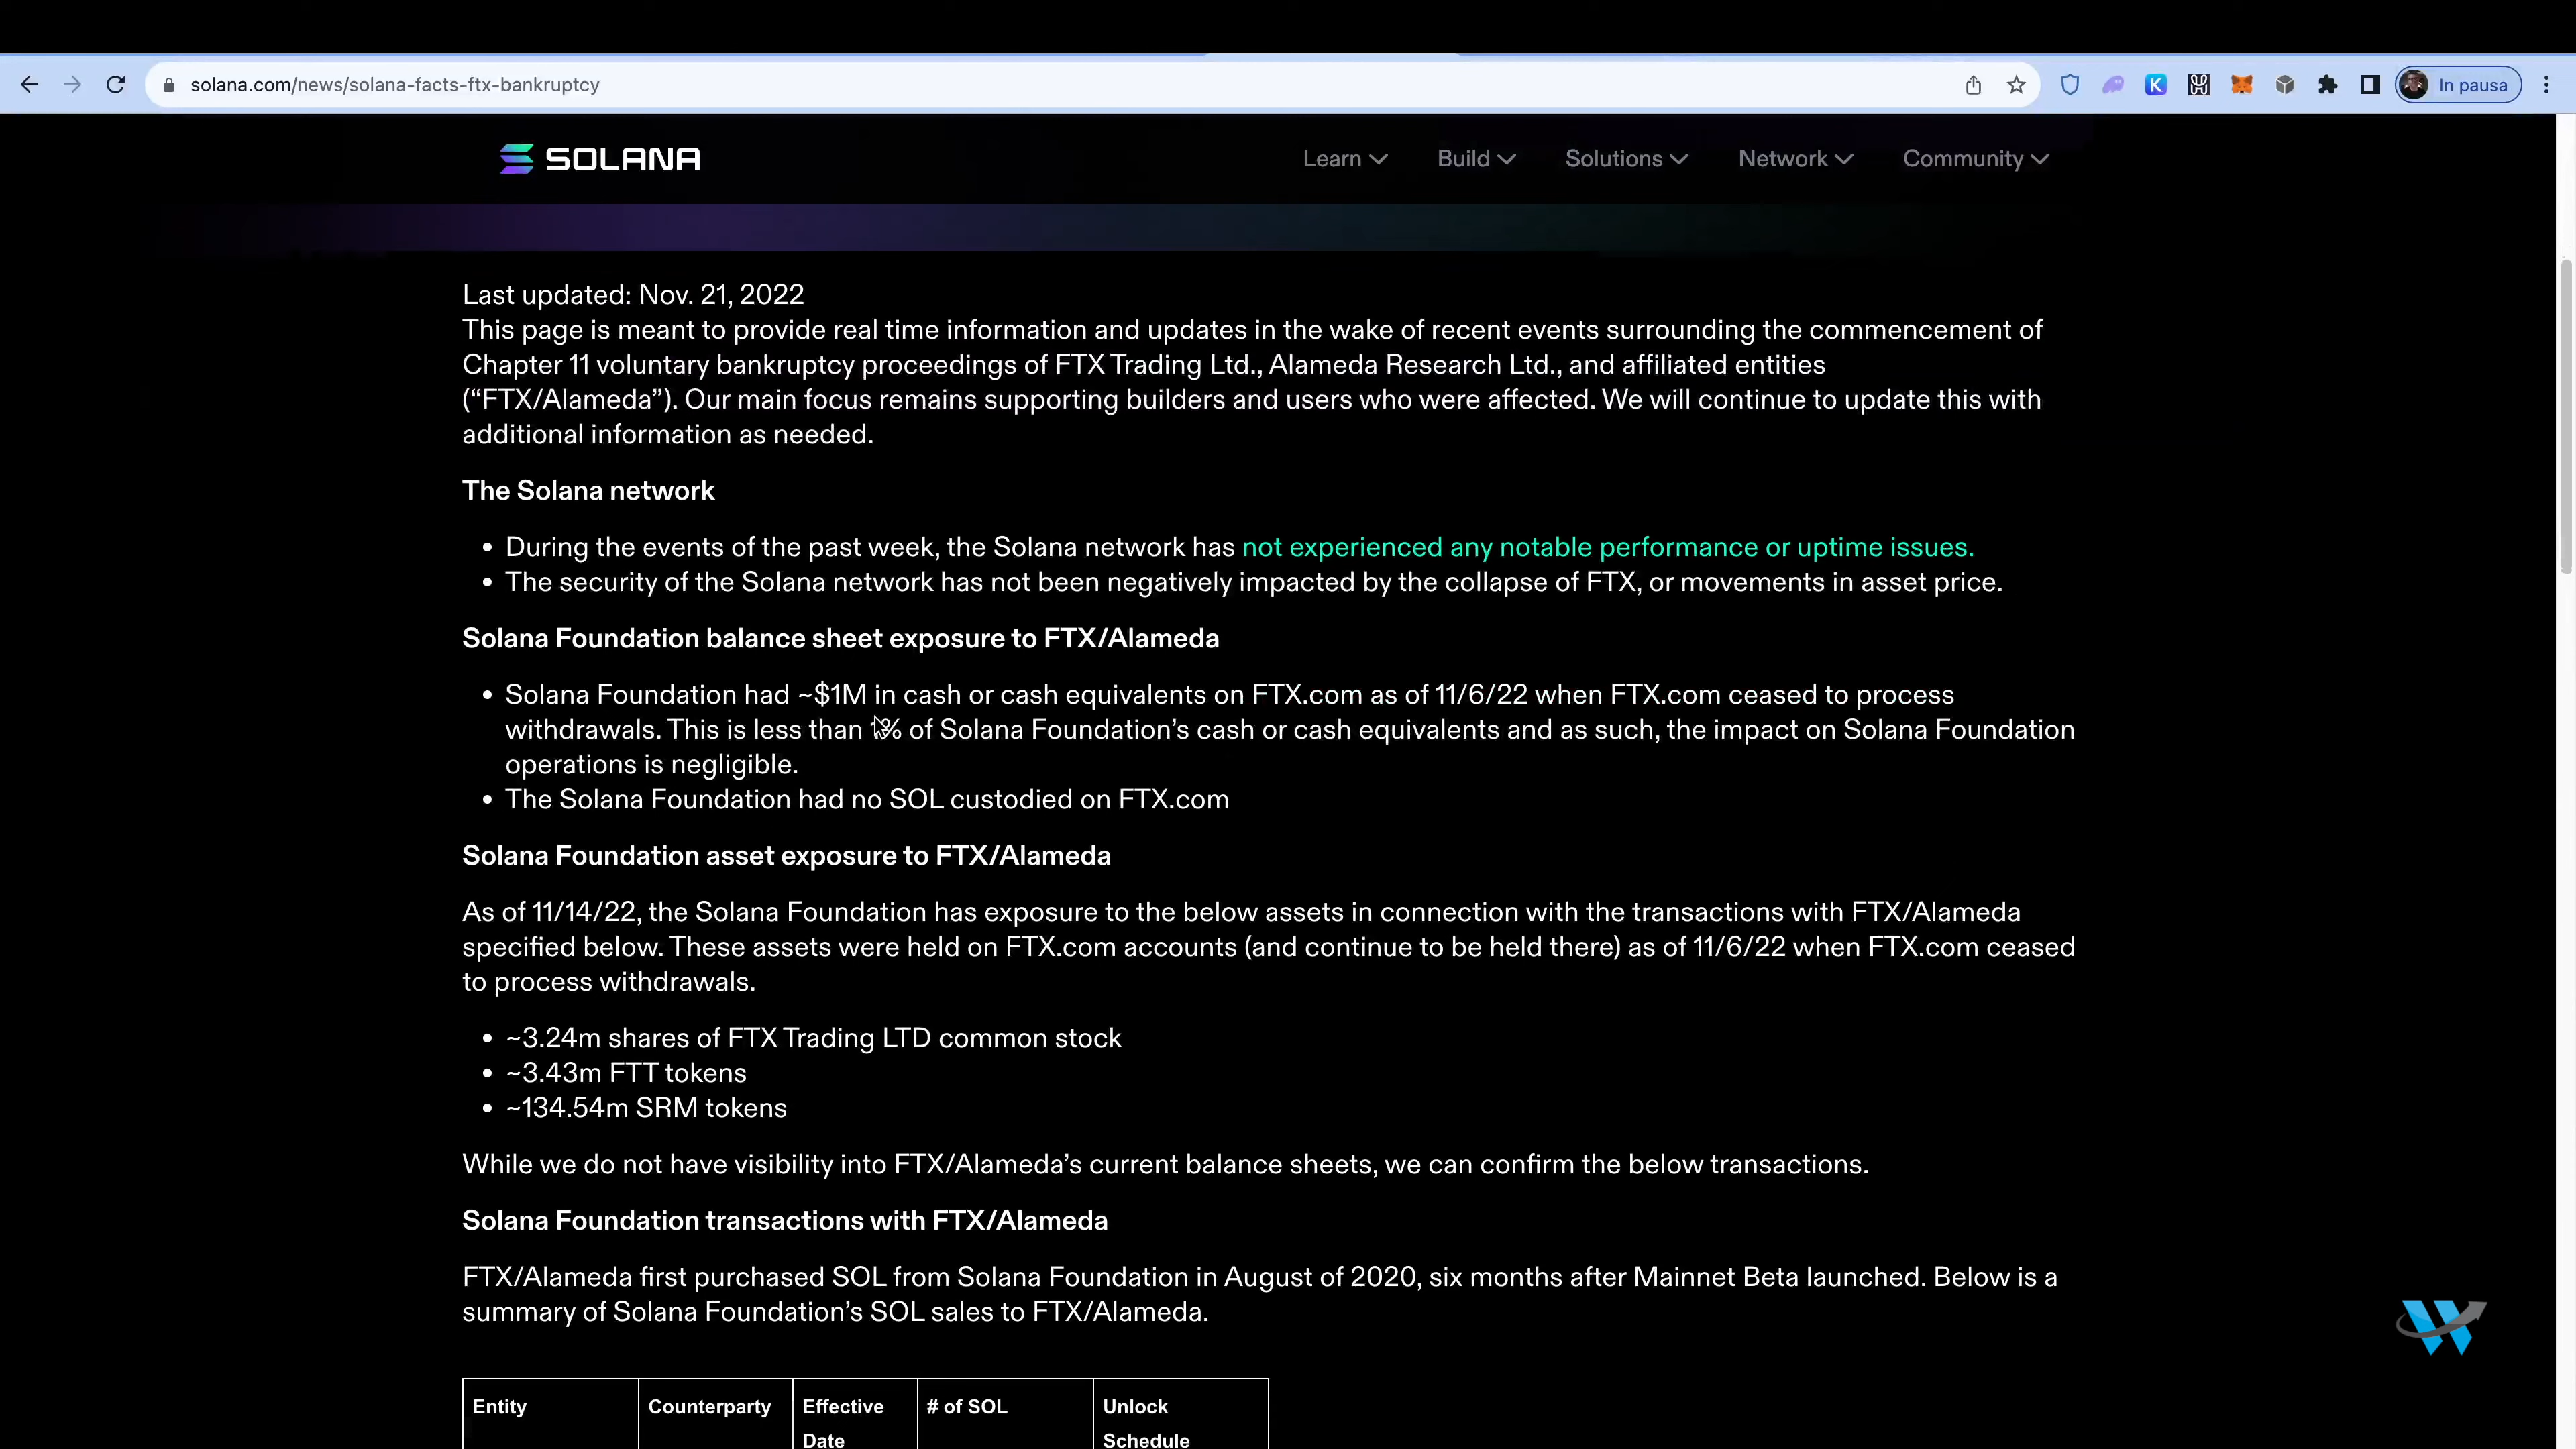 solana.com/news/solana-facts-ftx-bankruptcy
In pausa
SOLANA
Learn
Build
Solutions
Network
Community
Last updated: Nov. 21, 2022
This page is meant to provide real time information and updates in the wake of recent events surrounding the commencement of
Chapter 11 voluntary bankruptcy proceedings of FTX Trading Ltd., Alameda Research Ltd., and affiliated entities
(“FTX/Alameda”). Our main focus remains supporting builders and users who were affected. We will continue to update this with
additional information as needed.
The Solana network
• During the events of the past week, the Solana network has not experienced any notable performance or uptime issues.
• The security of the Solana network has not been negatively impacted by the collapse of FTX, or movements in asset price.
Solana Foundation balance sheet exposure to FTX/Alameda
• Solana Foundation had ~$1M in cash or cash equivalents on FTX.com as of 11/6/22 when FTX.com ceased to process
withdrawals. This is less than 1% of Solana Foundation’s cash or cash equivalents and as such, the impact on Solana Foundation
operations is negligible.
• The Solana Foundation had no SOL custodied on FTX.com
Solana Foundation asset exposure to FTX/Alameda
As of 11/14/22, the Solana Foundation has exposure to the below assets in connection with the transactions with FTX/Alameda
specified below. These assets were held on FTX.com accounts (and continue to be held there) as of 11/6/22 when FTX.com ceased
to process withdrawals.
• ~3.24m shares of FTX Trading LTD common stock
• ~3.43m FTT tokens
• ~134.54m SRM tokens
While we do not have visibility into FTX/Alameda’s current balance sheets, we can confirm the below transactions.
Solana Foundation transactions with FTX/Alameda
FTX/Alameda first purchased SOL from Solana Foundation in August of 2020, six months after Mainnet Beta launched. Below is a
summary of Solana Foundation’s SOL sales to FTX/Alameda.
Entity
Counterparty
Effective
Date
# of SOL
Unlock
Schedule